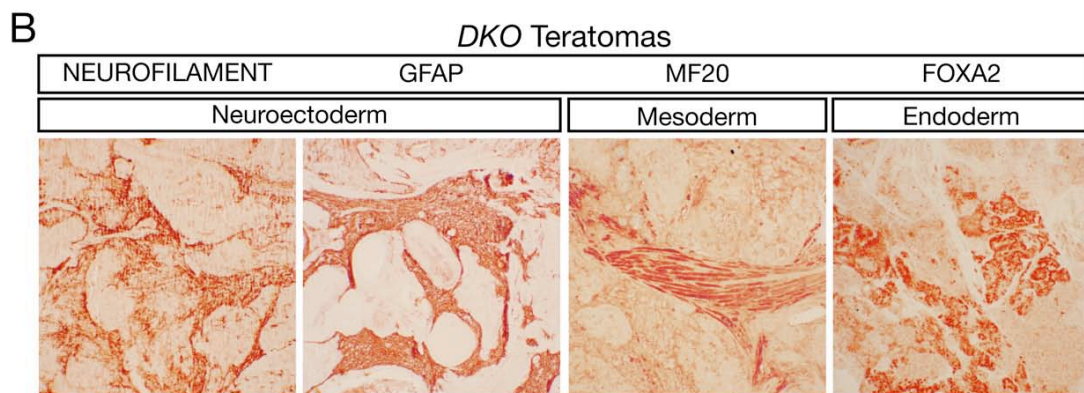 B
DKO Teratomas
NEUROFILAMENT GFAP MF20 FOXA2
Neuroectoderm Mesoderm Endoderm